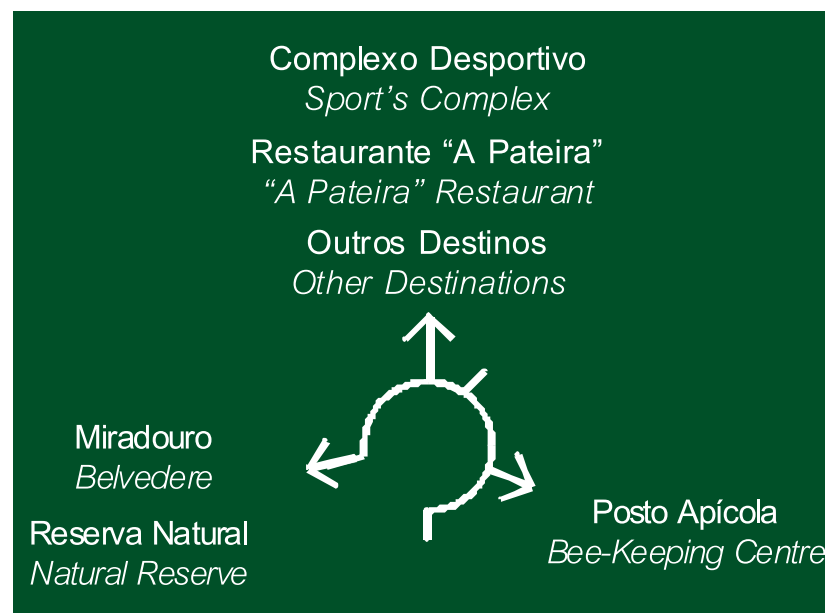 Complexo Desportivo
Sport’s Complex
Restaurante “A Pateira”
“A Pateira” Restaurant
Outros Destinos
Other Destinations
Miradouro
Belvedere
Reserva Natural
Natural Reserve
Posto Apícola
Bee-Keeping Centre